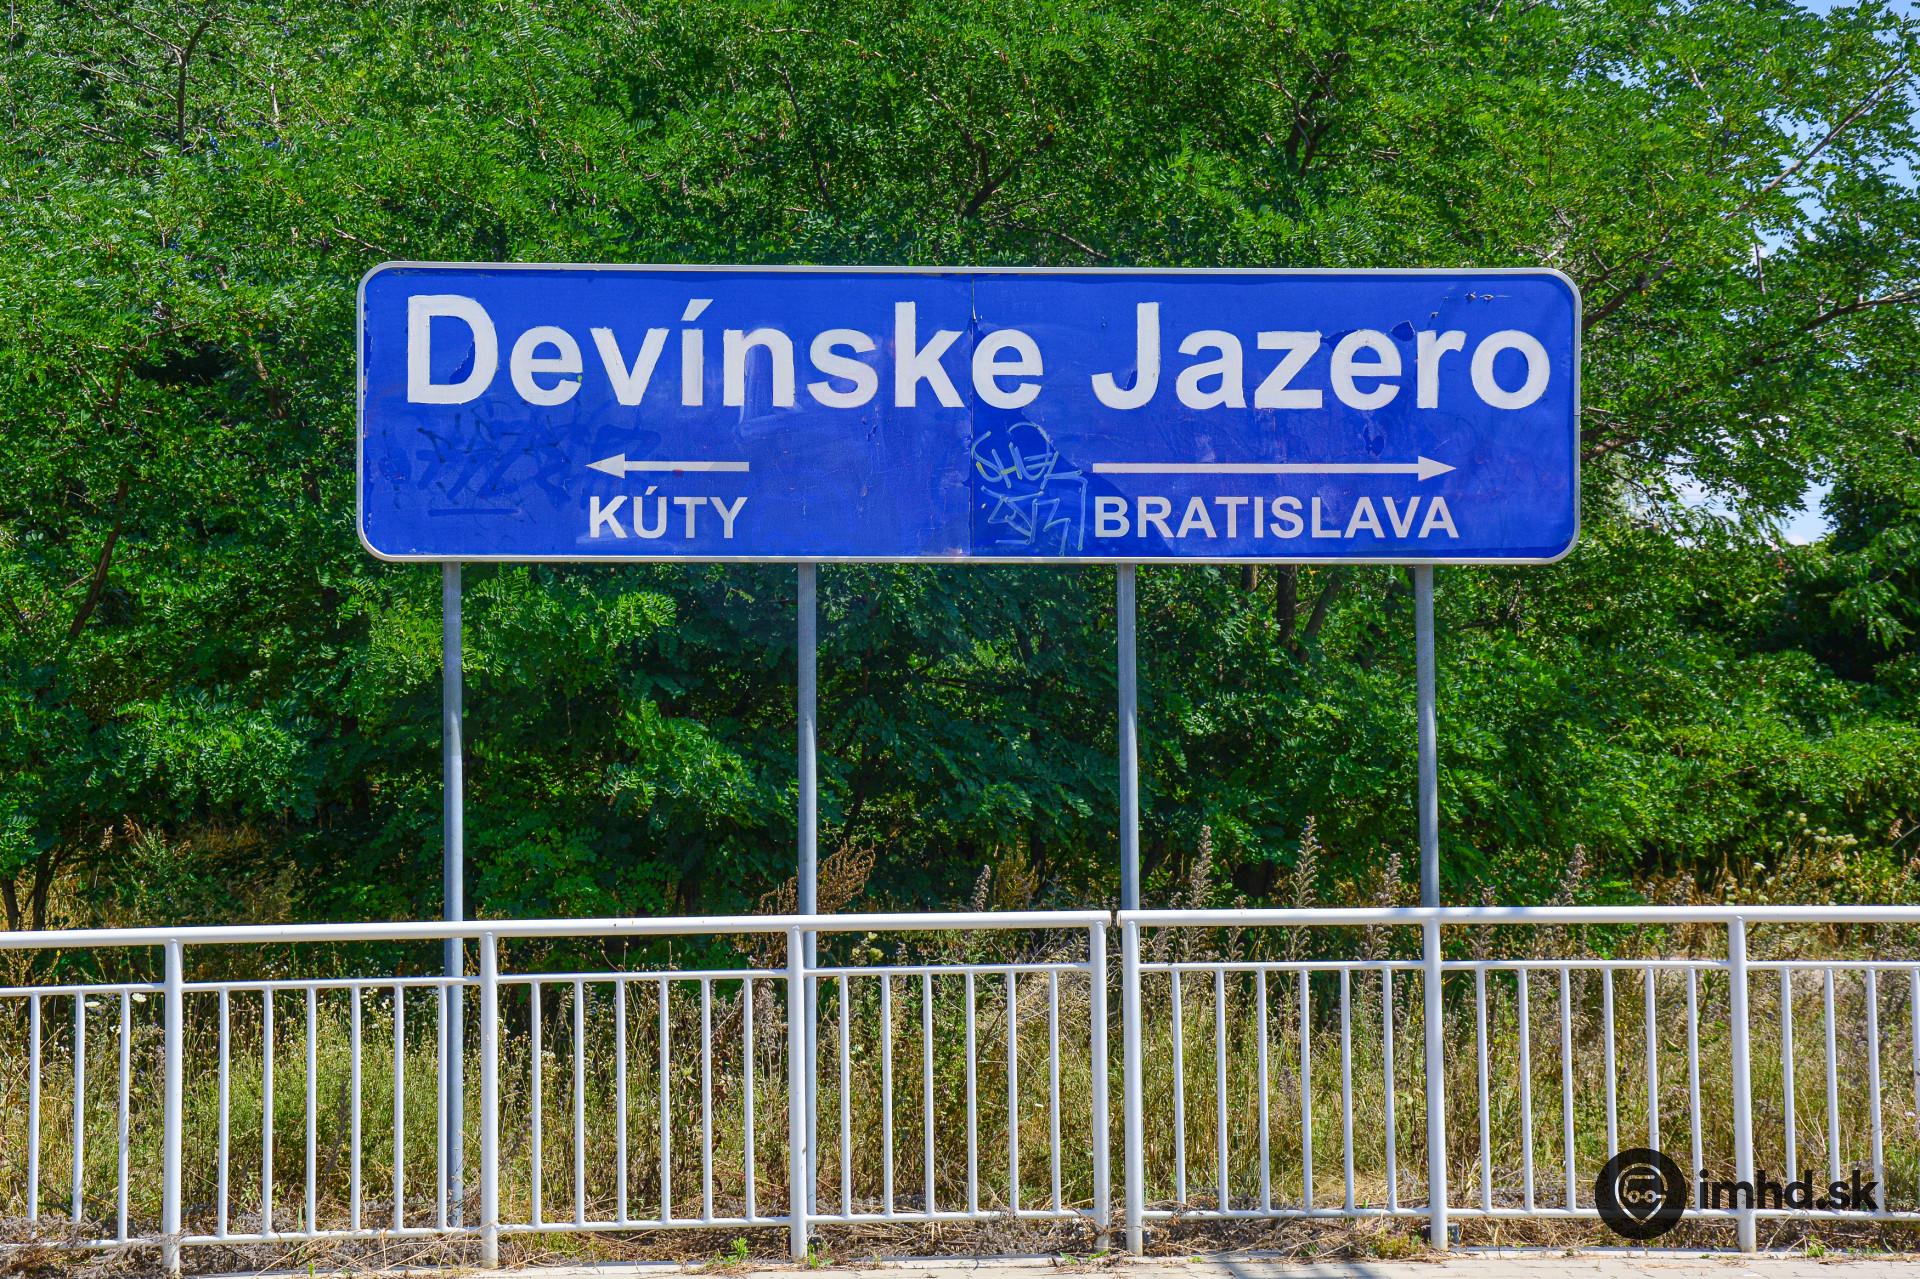 Devínske Jazero
KÚTY BRATISLAVA
imhd.sk